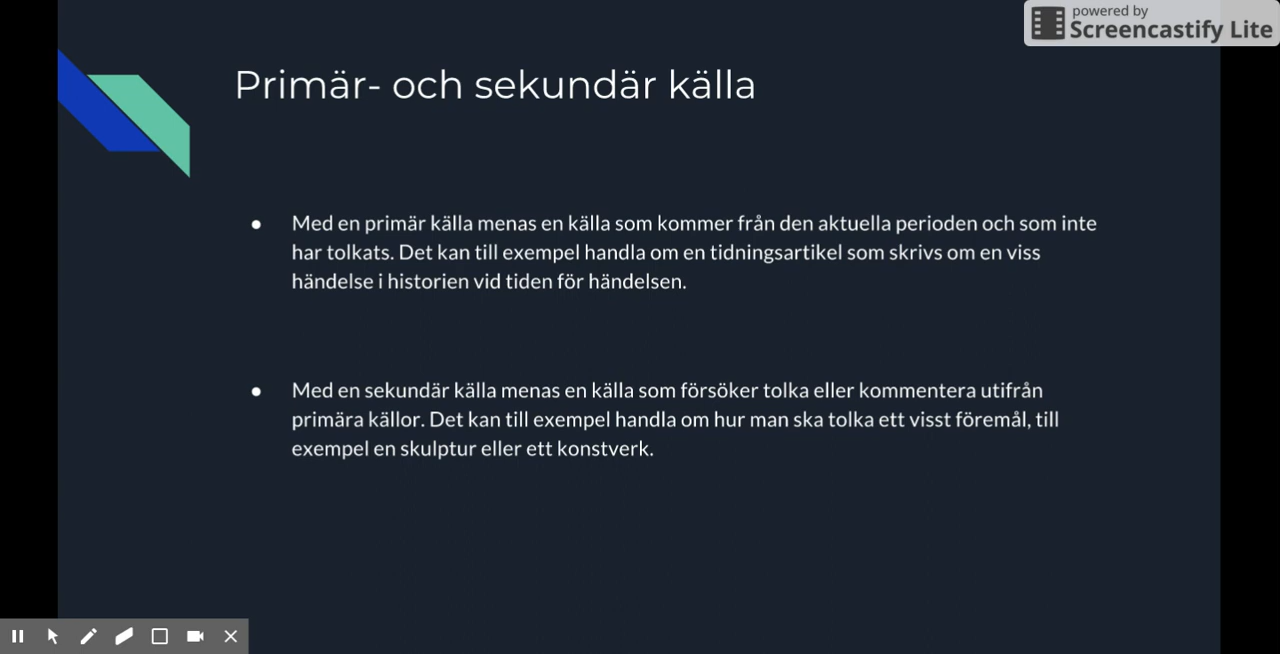 powered by
Screencastify Lite
Primär- och sekundär källa
● Med en primär källa menas en källa som kommer från den aktuella perioden och som inte
har tolkats. Det kan till exempel handla om en tidningsartikel som skrivs om en viss
händelse i historien vid tiden för händelsen.
● Med en sekundär källa menas en källa som försöker tolka eller kommentera utifrån
primära källor. Det kan till exempel handla om hur man ska tolka ett visst föremål, till
exempel en skulptur eller ett konstverk.